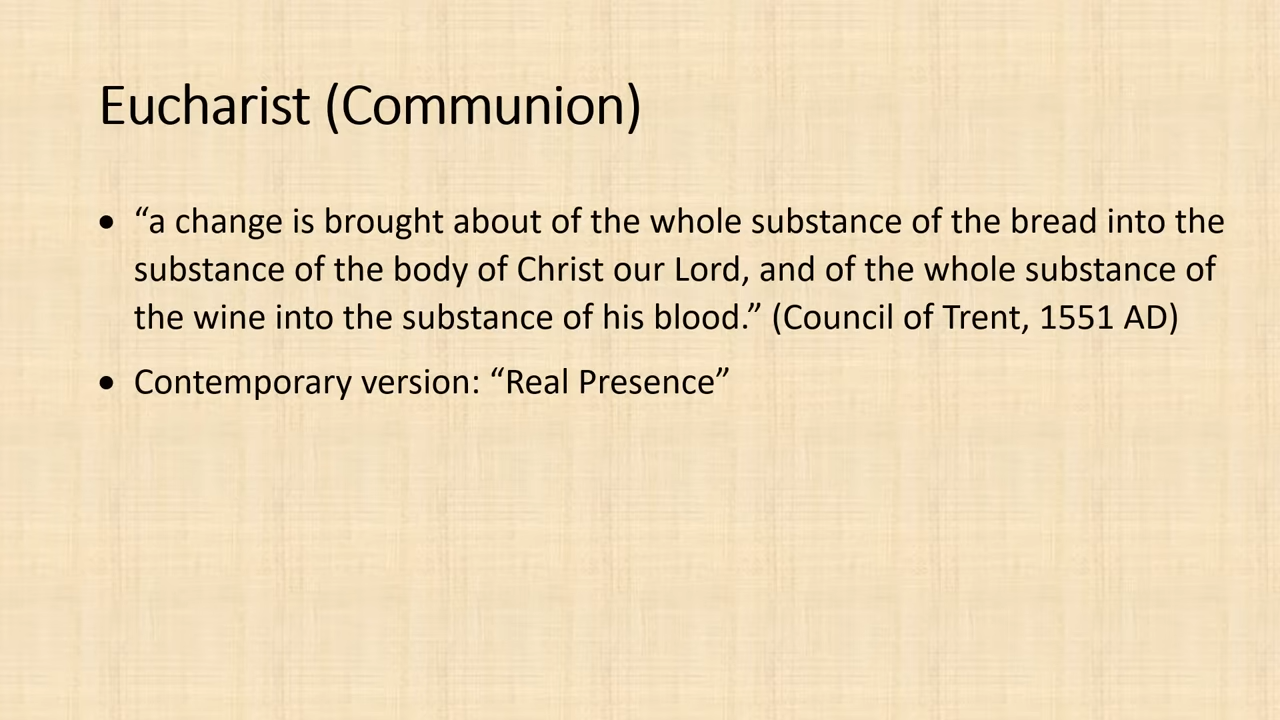 Eucharist (Communion)
• “a change is brought about of the whole substance of the bread into the
substance of the body of Christ our Lord, and of the whole substance of
the wine into the substance of his blood.” (Council of Trent, 1551 AD)
• Contemporary version: “Real Presence”